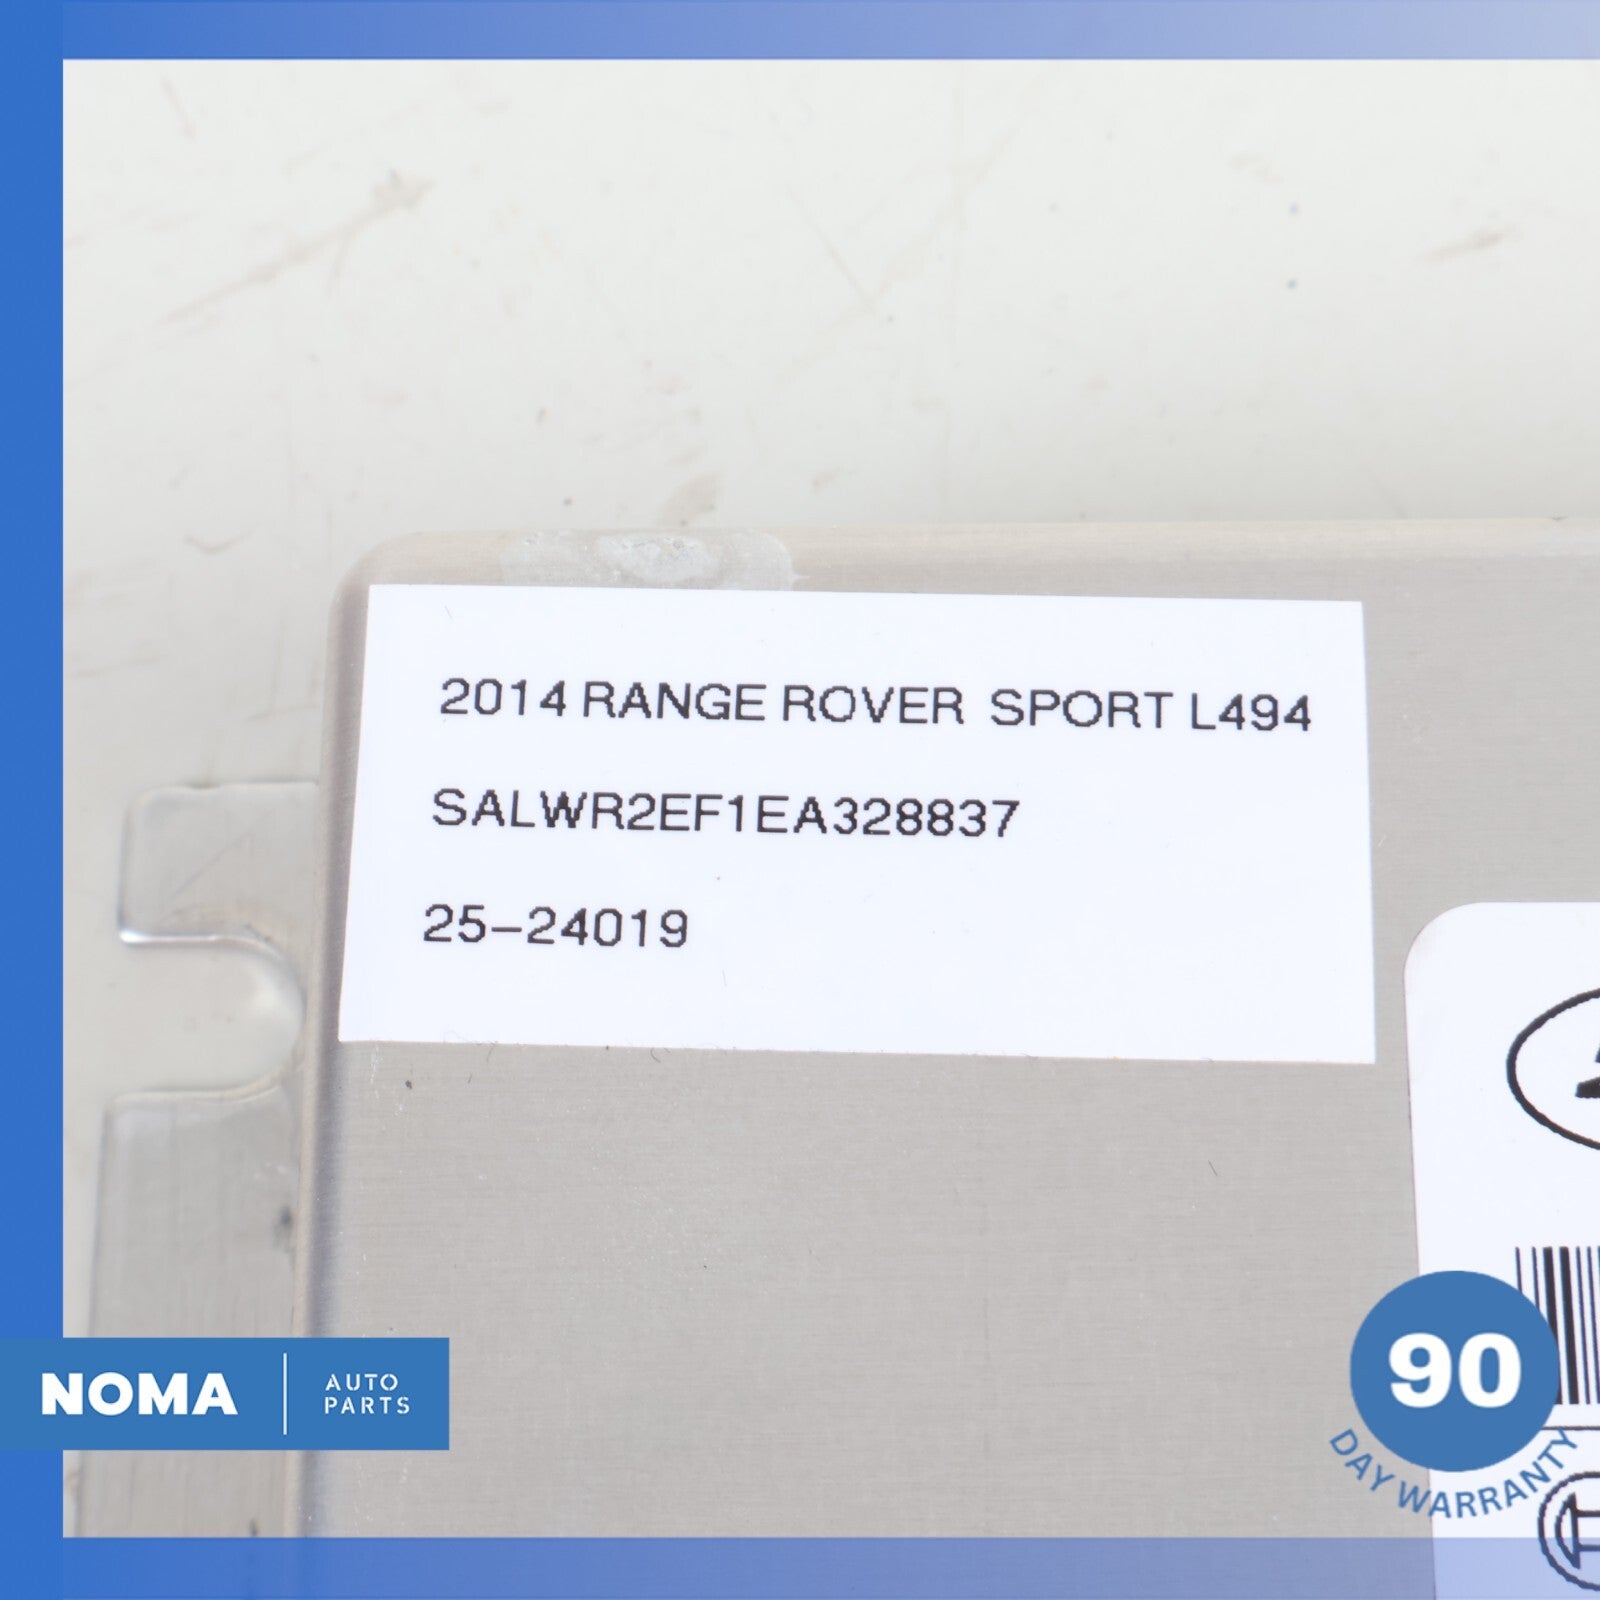 2014 RANGE ROVER SPORT L494
SALWR2EF1EA328837
25-24019
NOMA
AUTO
PARTS
90
DAY WARRANTY